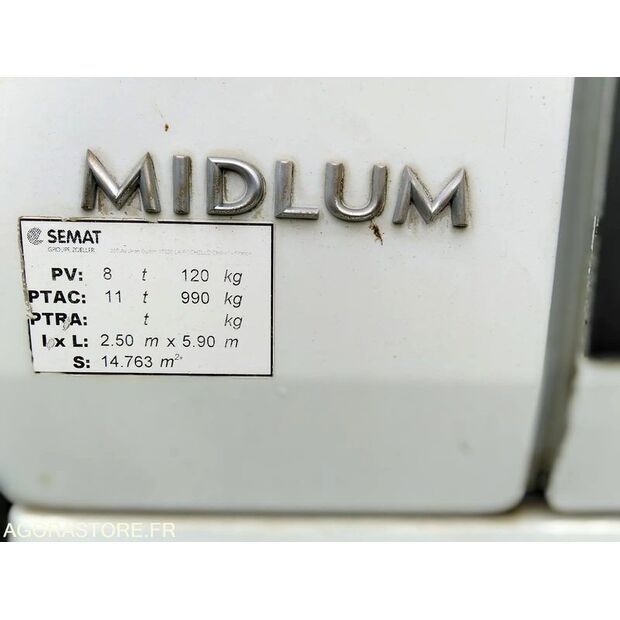 MIDLUM
SEMAT
GROUPE ZOELLER
PV: 8 t 120 kg
PTAC: 11 t 990 kg
PTRA: t kg
l x L: 2.50 m x 5.90 m
S: 14.763 m²
AGORASTORE.FR